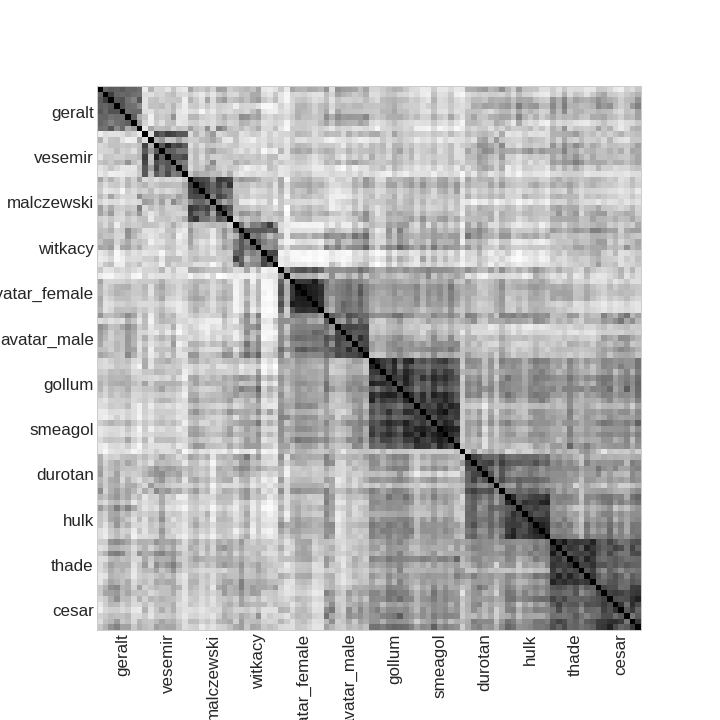 geralt
vesemir
malczewski
witkacy
vatar_female
avatar_male
gollum
smeagol
durotan
hulk
thade
cesar
geralt
vesemir
malczewski
witkacy
atar_female
vatar_male
gollum
smeagol
durotan
hulk
thade
cesar